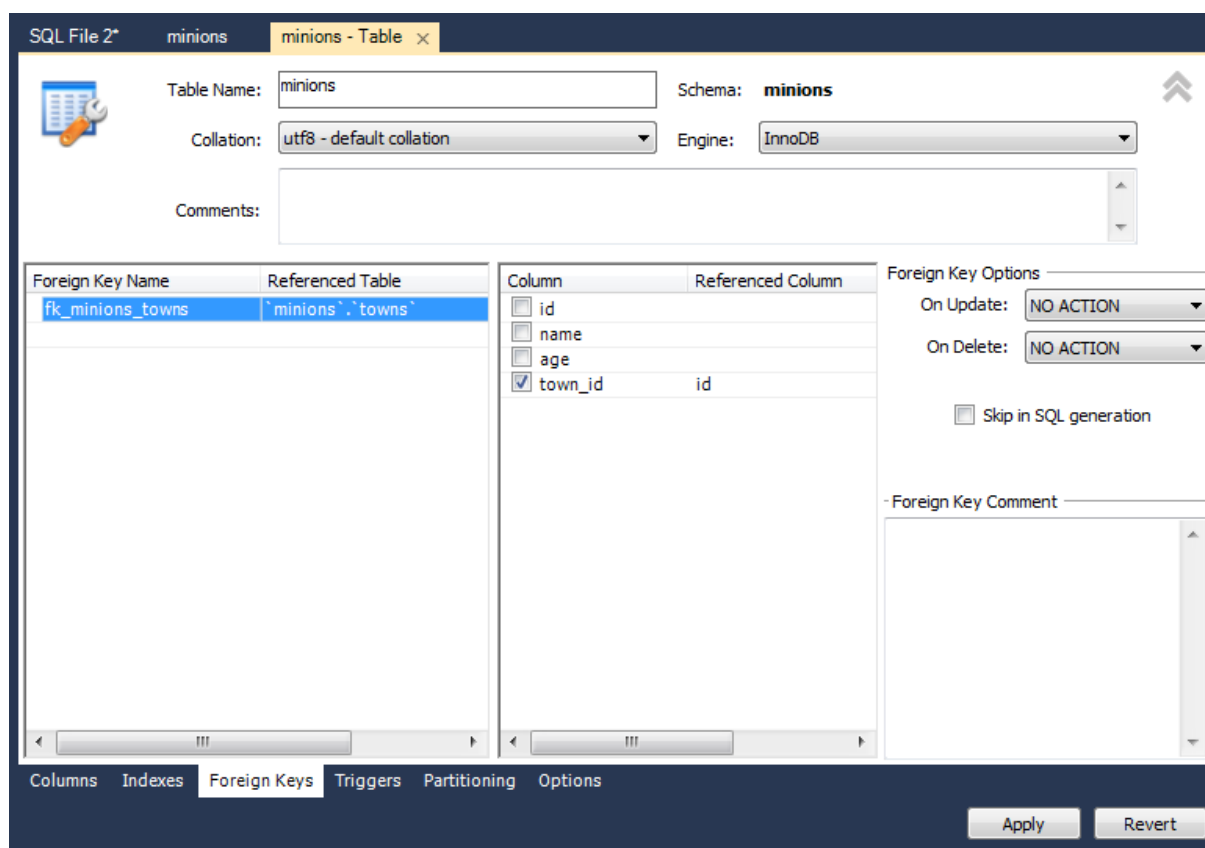 SQL File 2* minions minions - Table ×
Table Name: minions Schema: minions
Collation: utf8 - default collation Engine: InnoDB
Comments:
Foreign Key Name Referenced Table
fk_minions_towns `minions`.`towns`
Column Referenced Column
id
name
age
town_id id
Foreign Key Options
On Update: NO ACTION
On Delete: NO ACTION
Skip in SQL generation
Foreign Key Comment
Columns Indexes Foreign Keys Triggers Partitioning Options
Apply Revert